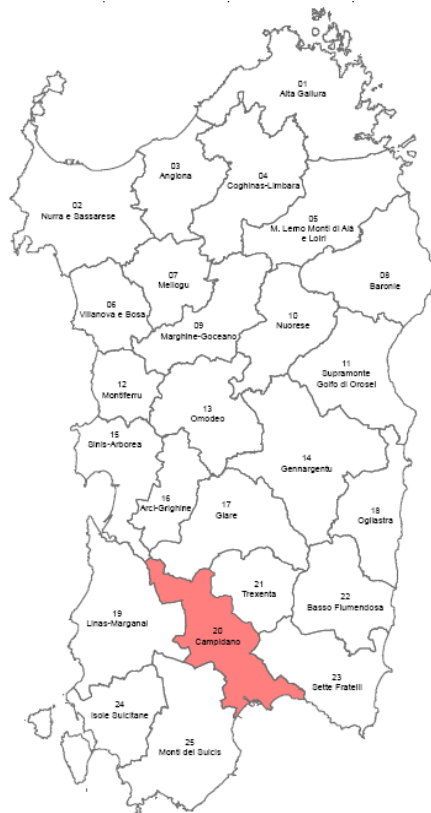 01
Alta Gallura
02
Nurra e Sassarese
03
Anglona
04
Coghinas-Limbara
05
M. Lerno Monti di Alà
e Loiri
06
Villanova e Bosa
07
Meilogu
08
Baronie
09
Marghine-Goceano
10
Nuorese
11
Supramonte
Golfo di Orosei
12
Montiferru
13
Omodeo
14
Gennargentu
15
Sinis-Arborea
16
Arci-Grighine
17
Giare
18
Ogliastra
19
Linas-Marganai
20
Campidano
21
Trexenta
22
Basso Flumendosa
23
Sette Fratelli
24
Isole Sulcitane
25
Monti del Sulcis